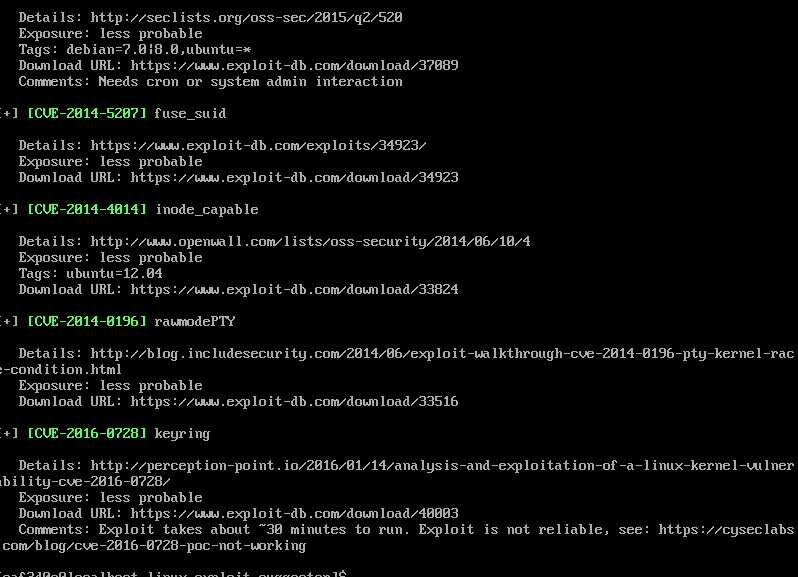 Details: http://seclists.org/oss-sec/2015/q2/520
Exposure: less probable
Tags: debian=7.0|8.0,ubuntu=*
Download URL: https://www.exploit-db.com/download/37089
Comments: Needs cron or system admin interaction
[+] [CVE-2014-5207] fuse_suid
Details: https://www.exploit-db.com/exploits/34923/
Exposure: less probable
Download URL: https://www.exploit-db.com/download/34923
[+] [CVE-2014-4014] inode_capable
Details: http://www.openwall.com/lists/oss-security/2014/06/10/4
Exposure: less probable
Tags: ubuntu=12.04
Download URL: https://www.exploit-db.com/download/33824
[+] [CVE-2014-0196] rawmodePTY
Details: http://blog.includesecurity.com/2014/06/exploit-walkthrough-cve-2014-0196-pty-kernel-rac
e-condition.html
Exposure: less probable
Download URL: https://www.exploit-db.com/download/33516
[+] [CVE-2016-0728] keyring
Details: http://perception-point.io/2016/01/14/analysis-and-exploitation-of-a-linux-kernel-vulner
ability-cve-2016-0728/
Exposure: less probable
Download URL: https://www.exploit-db.com/download/40003
Comments: Exploit takes about ~30 minutes to run. Exploit is not reliable, see: https://cyseclabs
.com/blog/cve-2016-0728-poc-not-working